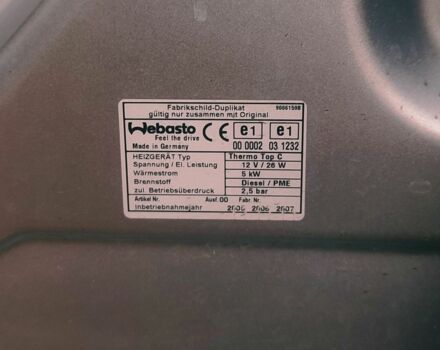 Fabrikschild-Duplikat
gültig nur zusammen mit Original
Webasto CE e1 e1
Feel the drive
00 0002 03 1232
Made in Germany
HEIZGERÄT Typ Thermo Top C
Spannung / El. Leistung 12 V / 26 W
Wärmestrom 5 kW
Brennstoff Diesel / PME
zul. Betriebsüberdruck 2,5 bar
Artikel Nr. Ausf.00 Fabr. Nr.
Inbetriebnahmejahr 2005 2006 2007